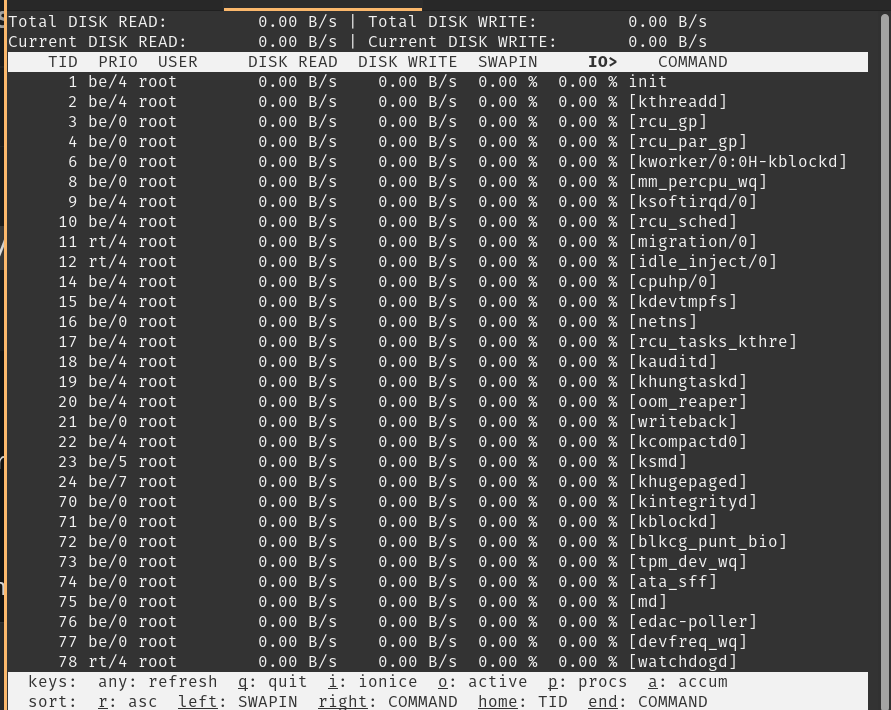 Total DISK READ: 0.00 B/s | Total DISK WRITE: 0.00 B/s
Current DISK READ: 0.00 B/s | Current DISK WRITE: 0.00 B/s
TID PRIO USER DISK READ DISK WRITE SWAPIN IO> COMMAND
1 be/4 root 0.00 B/s 0.00 B/s 0.00 % 0.00 % init
2 be/4 root 0.00 B/s 0.00 B/s 0.00 % 0.00 % [kthreadd]
3 be/0 root 0.00 B/s 0.00 B/s 0.00 % 0.00 % [rcu_gp]
4 be/0 root 0.00 B/s 0.00 B/s 0.00 % 0.00 % [rcu_par_gp]
6 be/0 root 0.00 B/s 0.00 B/s 0.00 % 0.00 % [kworker/0:0H-kblockd]
8 be/0 root 0.00 B/s 0.00 B/s 0.00 % 0.00 % [mm_percpu_wq]
9 be/4 root 0.00 B/s 0.00 B/s 0.00 % 0.00 % [ksoftirqd/0]
10 be/4 root 0.00 B/s 0.00 B/s 0.00 % 0.00 % [rcu_sched]
11 rt/4 root 0.00 B/s 0.00 B/s 0.00 % 0.00 % [migration/0]
12 rt/4 root 0.00 B/s 0.00 B/s 0.00 % 0.00 % [idle_inject/0]
14 be/4 root 0.00 B/s 0.00 B/s 0.00 % 0.00 % [cpuhp/0]
15 be/4 root 0.00 B/s 0.00 B/s 0.00 % 0.00 % [kdevtmpfs]
16 be/0 root 0.00 B/s 0.00 B/s 0.00 % 0.00 % [netns]
17 be/4 root 0.00 B/s 0.00 B/s 0.00 % 0.00 % [rcu_tasks_kthre]
18 be/4 root 0.00 B/s 0.00 B/s 0.00 % 0.00 % [kauditd]
19 be/4 root 0.00 B/s 0.00 B/s 0.00 % 0.00 % [khungtaskd]
20 be/4 root 0.00 B/s 0.00 B/s 0.00 % 0.00 % [oom_reaper]
21 be/0 root 0.00 B/s 0.00 B/s 0.00 % 0.00 % [writeback]
22 be/4 root 0.00 B/s 0.00 B/s 0.00 % 0.00 % [kcompactd0]
23 be/5 root 0.00 B/s 0.00 B/s 0.00 % 0.00 % [ksmd]
24 be/7 root 0.00 B/s 0.00 B/s 0.00 % 0.00 % [khugepaged]
70 be/0 root 0.00 B/s 0.00 B/s 0.00 % 0.00 % [kintegrityd]
71 be/0 root 0.00 B/s 0.00 B/s 0.00 % 0.00 % [kblockd]
72 be/0 root 0.00 B/s 0.00 B/s 0.00 % 0.00 % [blkcg_punt_bio]
73 be/0 root 0.00 B/s 0.00 B/s 0.00 % 0.00 % [tpm_dev_wq]
74 be/0 root 0.00 B/s 0.00 B/s 0.00 % 0.00 % [ata_sff]
75 be/0 root 0.00 B/s 0.00 B/s 0.00 % 0.00 % [md]
76 be/0 root 0.00 B/s 0.00 B/s 0.00 % 0.00 % [edac-poller]
77 be/0 root 0.00 B/s 0.00 B/s 0.00 % 0.00 % [devfreq_wq]
78 rt/4 root 0.00 B/s 0.00 B/s 0.00 % 0.00 % [watchdogd]
keys: any: refresh q: quit i: ionice o: active p: procs a: accum
sort: r: asc left: SWAPIN right: COMMAND home: TID end: COMMAND